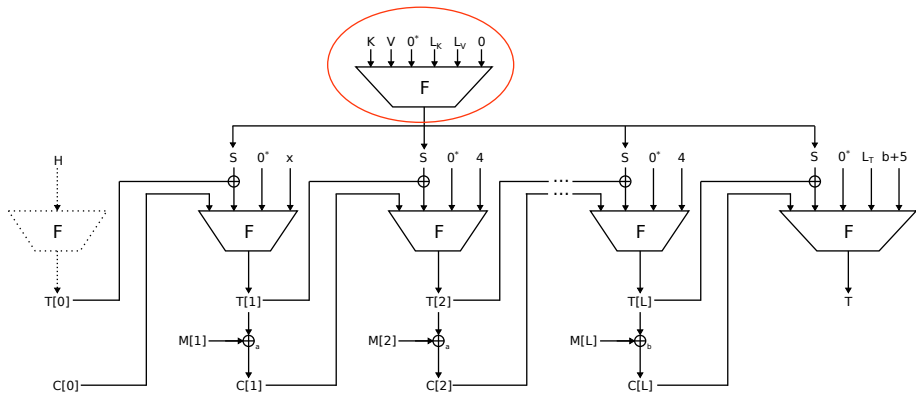 K V 0* L_K L_V 0
F
H S 0* x S 0* 4 S 0* 4 S 0* L_T b+5
... ...
F F F F F
T[0] T[1] T[2] T[L] T
M[1] a M[2] a M[L] b
C[0] C[1] C[2] C[L]